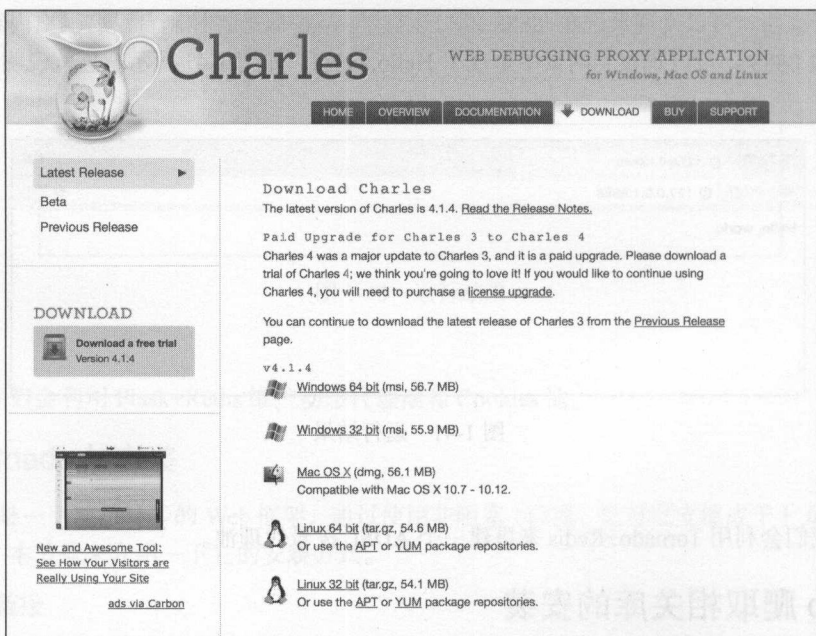 Charles
WEB DEBUGGING PROXY APPLICATION
for Windows, Mac OS and Linux
HOME
OVERVIEW
DOCUMENTATION
DOWNLOAD
BUY
SUPPORT
Latest Release
Beta
Previous Release
DOWNLOAD
Download a free trial
Version 4.1.4
New and Awesome Tool:
See How Your Visitors are
Really Using Your Site
ads via Carbon
Download Charles
The latest version of Charles is 4.1.4. Read the Release Notes.
Paid Upgrade for Charles 3 to Charles 4
Charles 4 was a major update to Charles 3, and it is a paid upgrade. Please download a
trial of Charles 4; we think you're going to love it! If you would like to continue using
Charles 4, you will need to purchase a license upgrade.
You can continue to download the latest release of Charles 3 from the Previous Release
page.
v4.1.4
Windows 64 bit (msi, 56.7 MB)
Windows 32 bit (msi, 55.9 MB)
Mac OS X (dmg, 56.1 MB)
Compatible with Mac OS X 10.7 - 10.12.
Linux 64 bit (tar.gz, 54.6 MB)
Or use the APT or YUM package repositories.
Linux 32 bit (tar.gz, 54.1 MB)
Or use the APT or YUM package repositories.